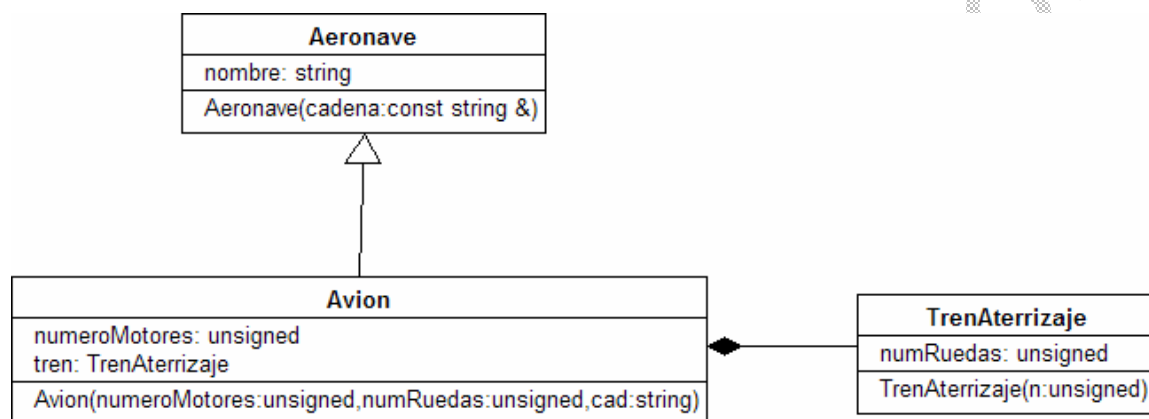 Aeronave
nombre: string
Aeronave(cadena:const string &)
Avion
numeroMotores: unsigned
tren: TrenAterrizaje
Avion(numeroMotores:unsigned,numRuedas:unsigned,cad:string)
TrenAterrizaje
numRuedas: unsigned
TrenAterrizaje(n:unsigned)